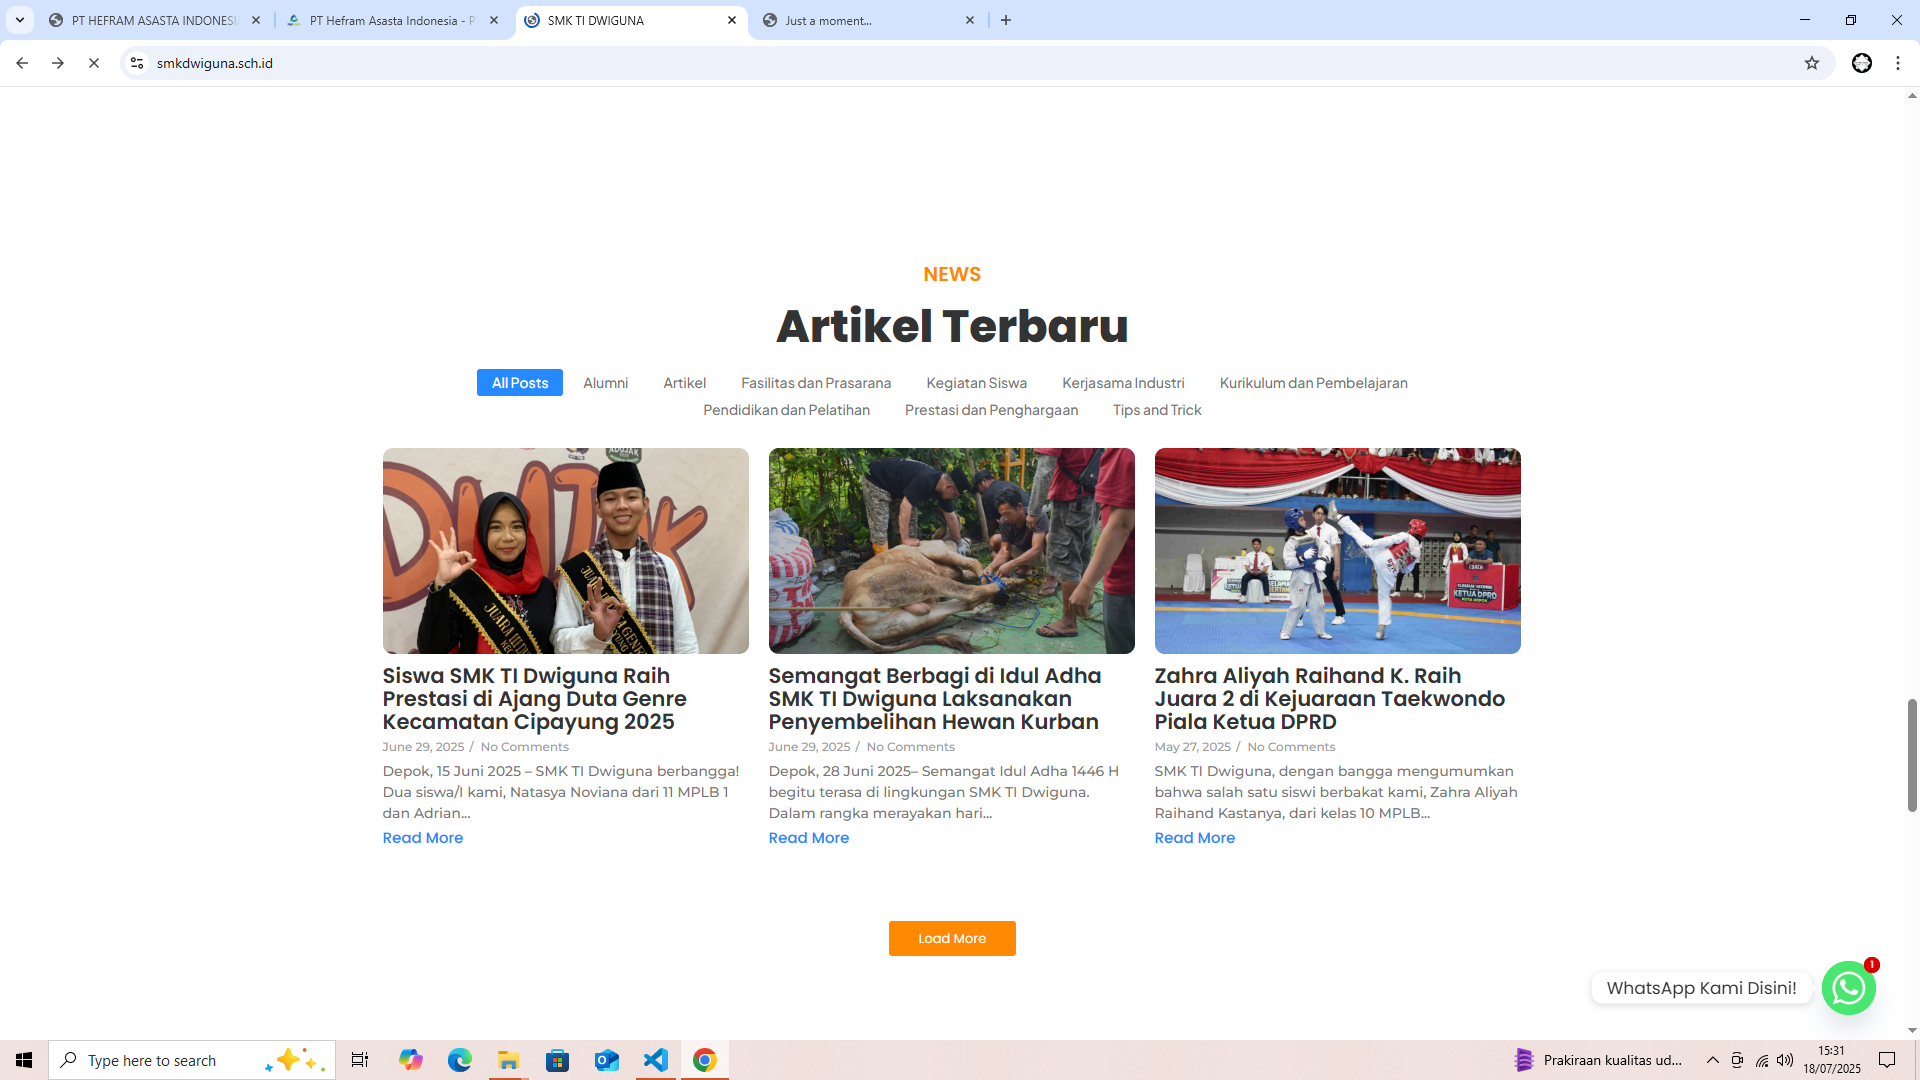 PT HEFRAM ASASTA INDONESI
PT Hefram Asasta Indonesia - P
SMK TI DWIGUNA
Just a moment...
smkdwiguna.sch.id
NEWS
Artikel Terbaru
All Posts
Alumni
Artikel
Fasilitas dan Prasarana
Kegiatan Siswa
Kerjasama Industri
Kurikulum dan Pembelajaran
Pendidikan dan Pelatihan
Prestasi dan Penghargaan
Tips and Trick
KETUA DPRD
Siswa SMK TI Dwiguna Raih
Prestasi di Ajang Duta Genre
Kecamatan Cipayung 2025
June 29, 2025 / No Comments
Depok, 15 Juni 2025 – SMK TI Dwiguna berbangga!
Dua siswa/I kami, Natasya Noviana dari 11 MPLB 1
dan Adrian...
Read More
Semangat Berbagi di Idul Adha
SMK TI Dwiguna Laksanakan
Penyembelihan Hewan Kurban
June 29, 2025 / No Comments
Depok, 28 Juni 2025– Semangat Idul Adha 1446 H
begitu terasa di lingkungan SMK TI Dwiguna.
Dalam rangka merayakan hari...
Read More
Zahra Aliyah Raihand K. Raih
Juara 2 di Kejuaraan Taekwondo
Piala Ketua DPRD
May 27, 2025 / No Comments
SMK TI Dwiguna, dengan bangga mengumumkan
bahwa salah satu siswi berbakat kami, Zahra Aliyah
Raihand Kastanya, dari kelas 10 MPLB...
Read More
Load More
WhatsApp Kami Disini!
1
Type here to search
Prakiraan kualitas ud...
15:31
18/07/2025